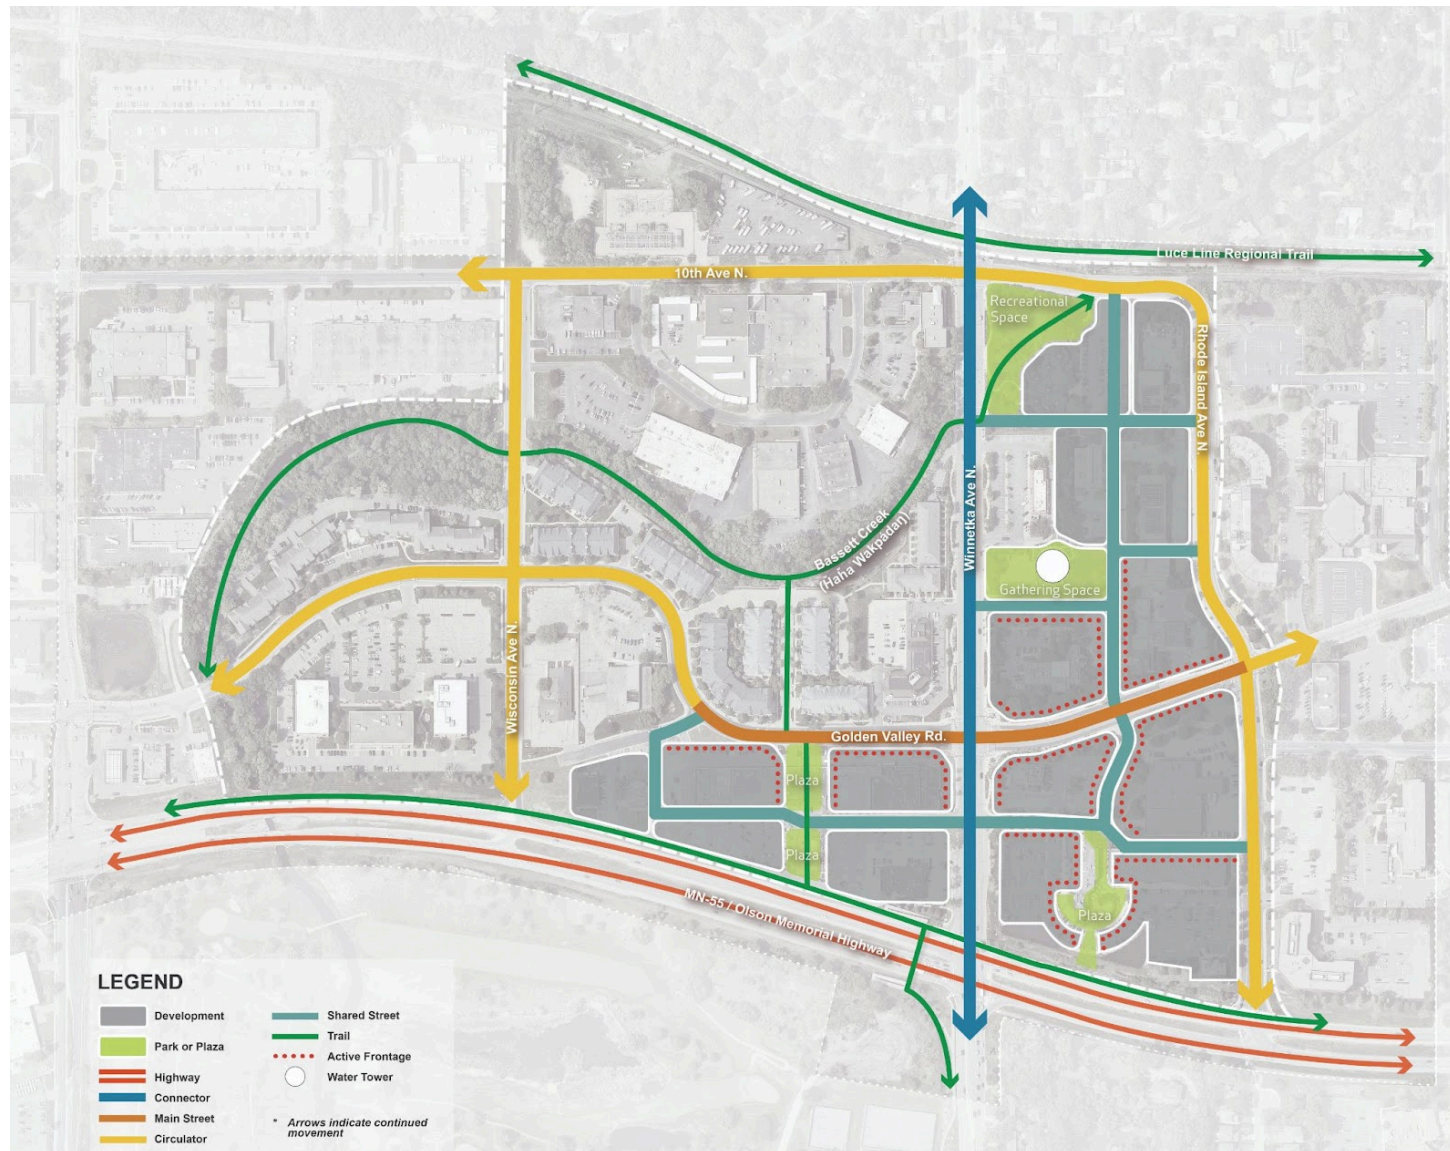 Luce Line Regional Trail
10th Ave N.
Recreational
Space
Rhode Island Ave N.
Winnetka Ave N.
Bassett Creek
(Ȟaȟa Wakpádaŋ)
Gathering Space
Wisconsin Ave N.
Golden Valley Rd.
Plaza
Plaza
Plaza
MN-55 / Olson Memorial Highway
LEGEND
Development
Park or Plaza
Highway
Connector
Main Street
Circulator
Shared Street
Trail
Active Frontage
Water Tower
* Arrows indicate continued
movement